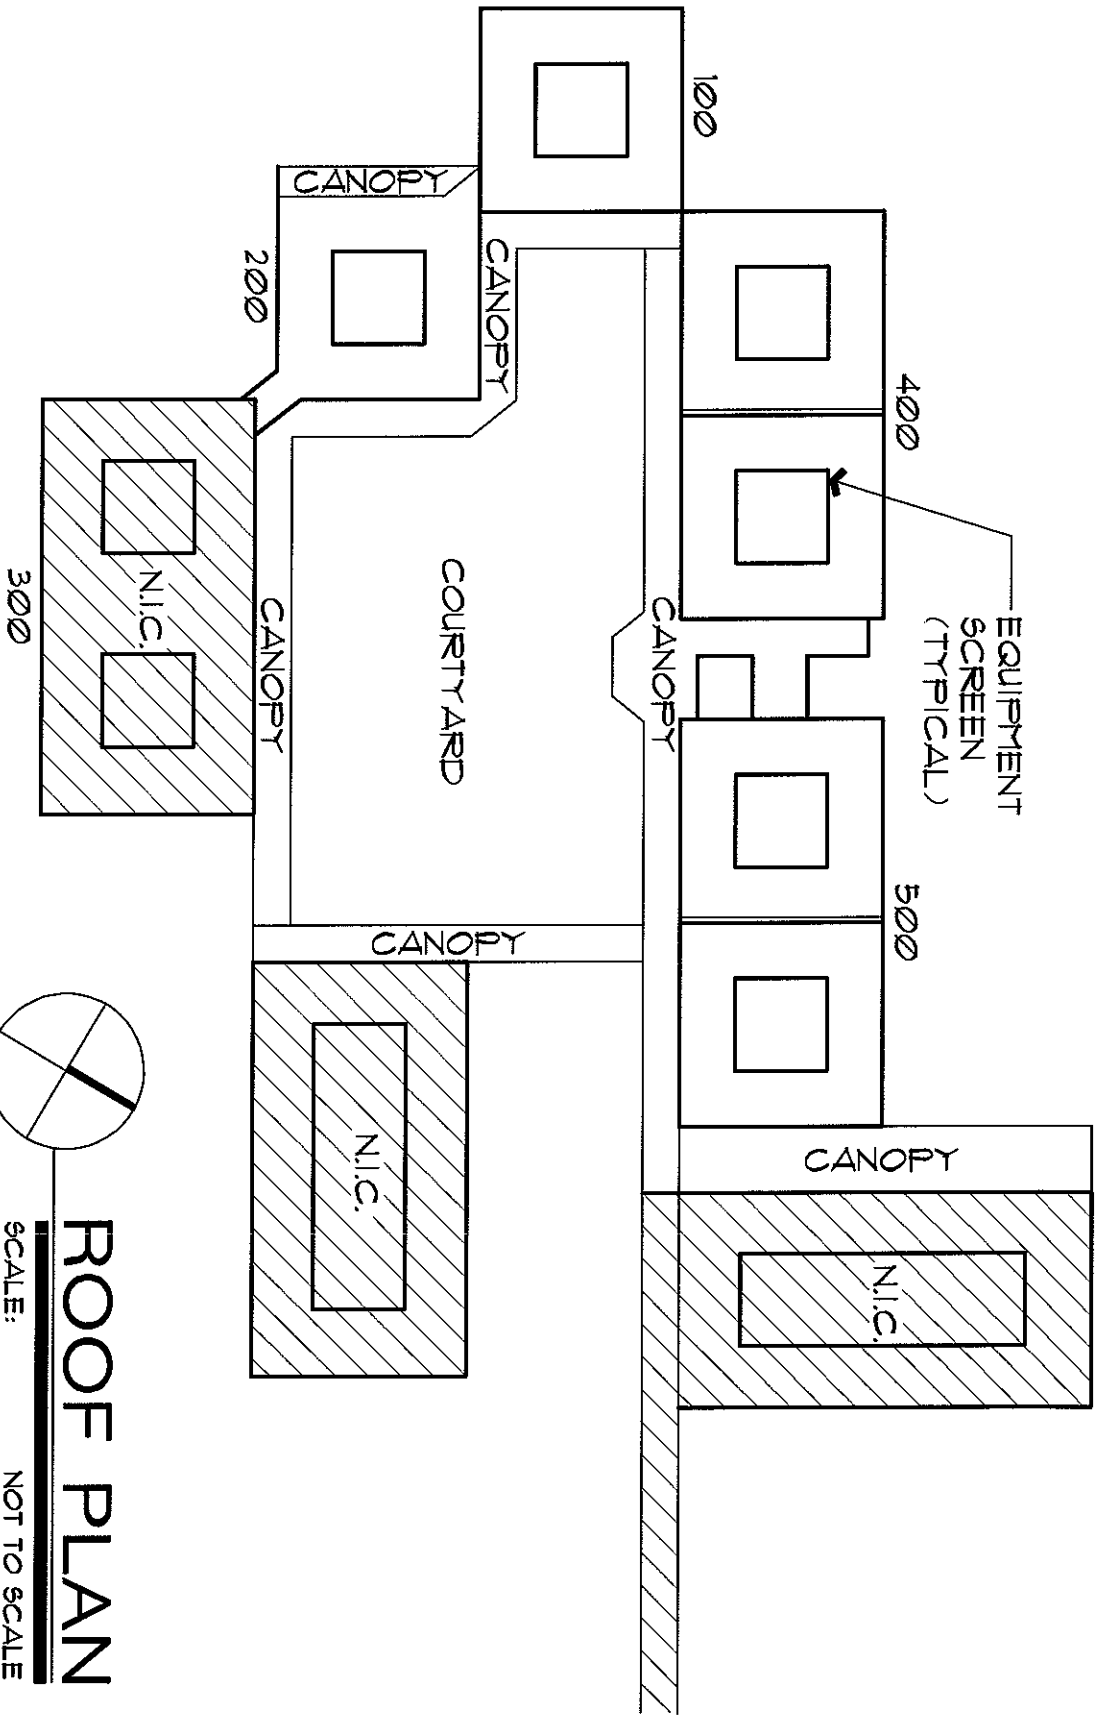 100
400
500
EQUIPMENT
SCREEN
(TYPICAL)
CANOPY
200
CANOPY
CANOPY
COURTYARD
CANOPY
N.I.C.
300
CANOPY
CANOPY
N.I.C.
N.I.C.
ROOF PLAN
SCALE: NOT TO SCALE